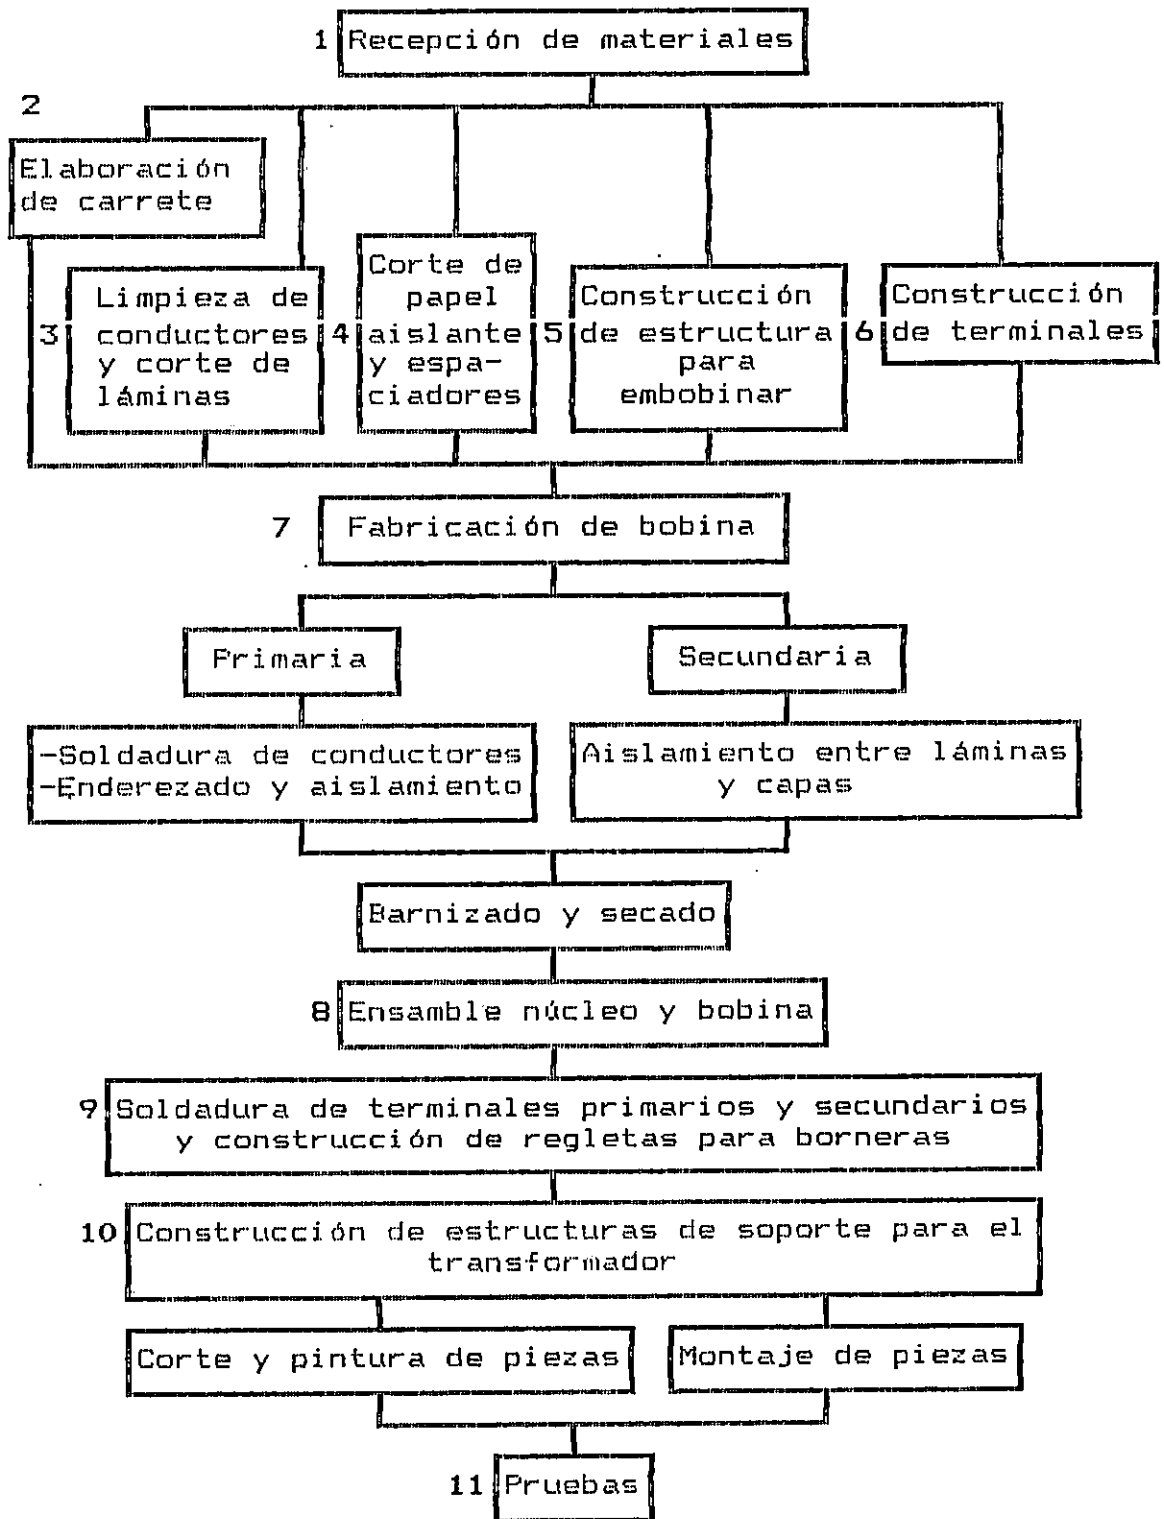 1 Recepción de materiales
2
Elaboración
de carrete
3 Limpieza de
conductores
y corte de
láminas
4 Corte de
papel
aislante
y espa-
ciadores
5 Construcción
de estructura
para
embobinar
6 Construcción
de terminales
7 Fabricación de bobina
Primaria
Secundaria
-Soldadura de conductores
-Enderezado y aislamiento
Aislamiento entre láminas
y capas
Barnizado y secado
8 Ensamble núcleo y bobina
9 Soldadura de terminales primarios y secundarios
y construcción de regletas para borneras
10 Construcción de estructuras de soporte para el
transformador
Corte y pintura de piezas
Montaje de piezas
11 Pruebas